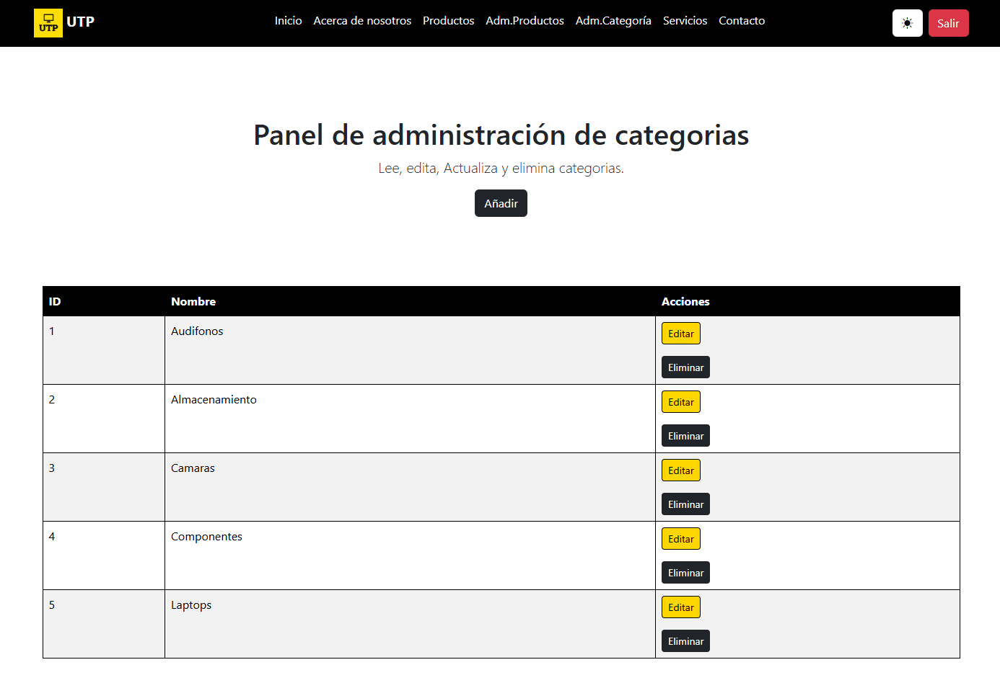 UTP UTP Inicio Acerca de nosotros Productos Adm.Productos Adm.Categoría Servicios Contacto Salir
Panel de administración de categorias
Lee, edita, Actualiza y elimina categorias.
Añadir
ID Nombre Acciones
1 Audifonos Editar
Eliminar
2 Almacenamiento Editar
Eliminar
3 Camaras Editar
Eliminar
4 Componentes Editar
Eliminar
5 Laptops Editar
Eliminar